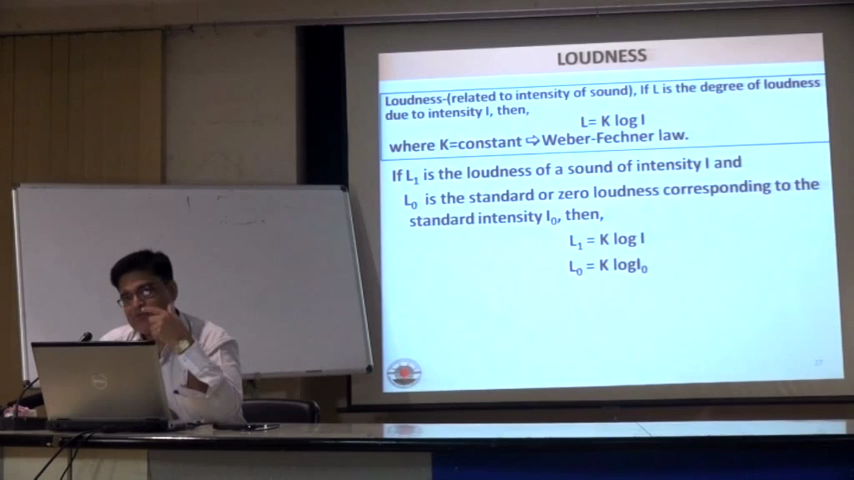 LOUDNESS
Loudness-(related to intensity of sound), If L is the degree of loudness
due to intensity I, then,
L= K log I
where K=constant ⇨Weber-Fechner law.
If L₁ is the loudness of a sound of intensity I and
L₀ is the standard or zero loudness corresponding to the
standard intensity I₀, then,
L₁ = K log I
L₀ = K logI₀
27
DELL